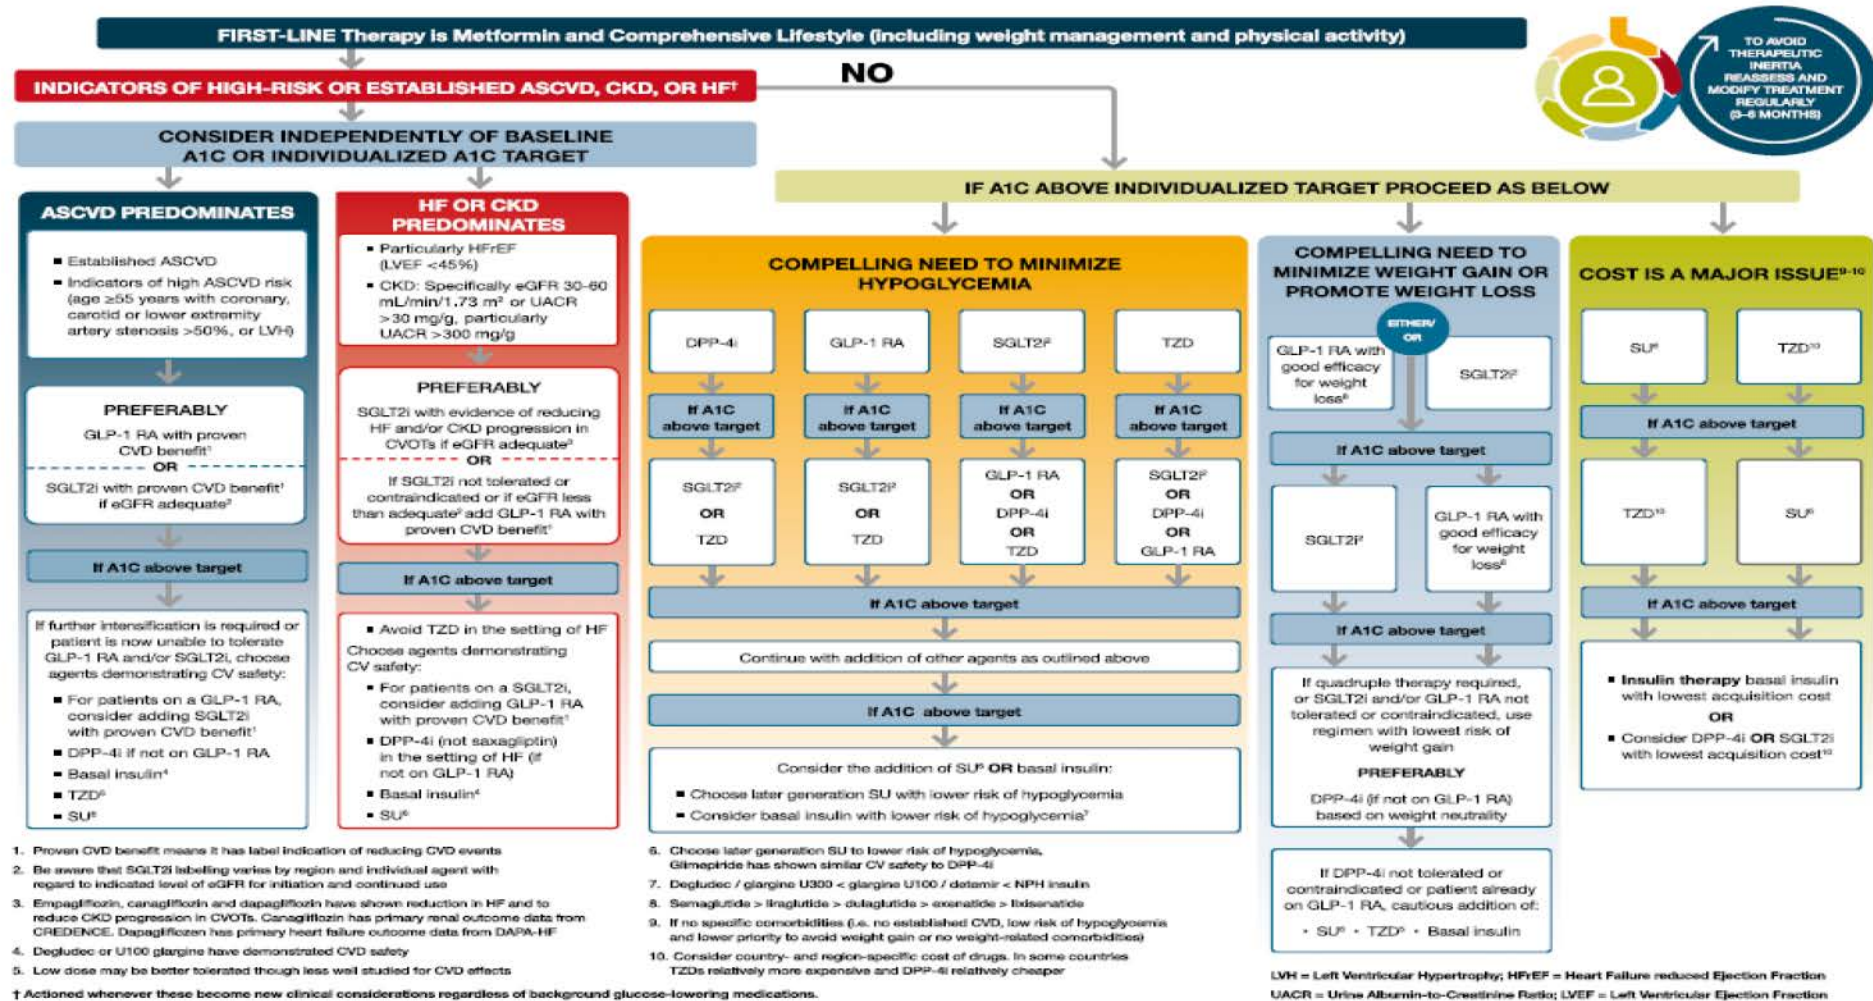 FIRST-LINE Therapy is Metformin and Comprehensive Lifestyle (including weight management and physical activity)
TO AVOID
THERAPEUTIC
INERTIA
REASSESS AND
MODIFY TREATMENT
REGULARLY
(3–6 MONTHS)
INDICATORS OF HIGH-RISK OR ESTABLISHED ASCVD, CKD, OR HF†
NO
CONSIDER INDEPENDENTLY OF BASELINE
A1C OR INDIVIDUALIZED A1C TARGET
IF A1C ABOVE INDIVIDUALIZED TARGET PROCEED AS BELOW
ASCVD PREDOMINATES
▪ Established ASCVD
▪ Indicators of high ASCVD risk
(age ≥55 years with coronary,
carotid or lower extremity
artery stenosis >50%, or LVH)
PREFERABLY
GLP-1 RA with proven
CVD benefit¹
OR
SGLT2i with proven CVD benefit¹
if eGFR adequate²
If A1C above target
If further intensification is required or
patient is now unable to tolerate
GLP-1 RA and/or SGLT2i, choose
agents demonstrating CV safety:
▪ For patients on a GLP-1 RA,
consider adding SGLT2i
with proven CVD benefit¹
▪ DPP-4i if not on GLP-1 RA
▪ Basal insulin⁴
▪ TZD⁵
▪ SU⁶
HF OR CKD
PREDOMINATES
▪ Particularly HFrEF
(LVEF <45%)
▪ CKD: Specifically eGFR 30-60
mL/min/1.73 m² or UACR
>30 mg/g, particularly
UACR >300 mg/g
PREFERABLY
SGLT2i with evidence of reducing
HF and/or CKD progression in
CVOTs if eGFR adequate³
OR
If SGLT2i not tolerated or
contraindicated or if eGFR less
than adequate² add GLP-1 RA with
proven CVD benefit¹
If A1C above target
▪ Avoid TZD in the setting of HF
Choose agents demonstrating
CV safety:
▪ For patients on a SGLT2i,
consider adding GLP-1 RA
with proven CVD benefit¹
▪ DPP-4i (not saxagliptin)
in the setting of HF (if
not on GLP-1 RA)
▪ Basal insulin⁴
▪ SU⁶
COMPELLING NEED TO MINIMIZE
HYPOGLYCEMIA
DPP-4i
GLP-1 RA
SGLT2i²
TZD
If A1C
above target
If A1C
above target
If A1C
above target
If A1C
above target
SGLT2i²
OR
TZD
SGLT2i²
OR
TZD
GLP-1 RA
OR
DPP-4i
OR
TZD
SGLT2i²
OR
DPP-4i
OR
GLP-1 RA
If A1C above target
Continue with addition of other agents as outlined above
If A1C above target
Consider the addition of SU⁶ OR basal insulin:
▪ Choose later generation SU with lower risk of hypoglycemia
▪ Consider basal insulin with lower risk of hypoglycemia⁷
COMPELLING NEED TO
MINIMIZE WEIGHT GAIN OR
PROMOTE WEIGHT LOSS
EITHER/
OR
GLP-1 RA with
good efficacy
for weight
loss⁸
SGLT2i²
If A1C above target
SGLT2i²
GLP-1 RA with
good efficacy
for weight
loss⁸
If A1C above target
If quadruple therapy required,
or SGLT2i and/or GLP-1 RA not
tolerated or contraindicated, use
regimen with lowest risk of
weight gain
PREFERABLY
DPP-4i (if not on GLP-1 RA)
based on weight neutrality
If DPP-4i not tolerated or
contraindicated or patient already
on GLP-1 RA, cautious addition of:
• SU⁶ • TZD⁵ • Basal insulin
COST IS A MAJOR ISSUE⁹⁻¹⁰
SU⁶
TZD¹⁰
If A1C above target
TZD¹⁰
SU⁶
If A1C above target
▪ Insulin therapy basal insulin
with lowest acquisition cost
OR
▪ Consider DPP-4i OR SGLT2i
with lowest acquisition cost¹⁰
1. Proven CVD benefit means it has label indication of reducing CVD events
2. Be aware that SGLT2i labelling varies by region and individual agent with
regard to indicated level of eGFR for initiation and continued use
3. Empagliflozin, canagliflozin and dapagliflozin have shown reduction in HF and to
reduce CKD progression in CVOTs. Canagliflozin has primary renal outcome data from
CREDENCE. Dapagliflozen has primary heart failure outcome data from DAPA-HF
4. Degludec or U100 glargine have demonstrated CVD safety
5. Low dose may be better tolerated though less well studied for CVD effects
† Actioned whenever these become new clinical considerations regardless of background glucose-lowering medications.
6. Choose later generation SU to lower risk of hypoglycemia,
Glimepiride has shown similar CV safety to DPP-4i
7. Degludec / glargine U300 < glargine U100 / detemir < NPH insulin
8. Semaglutide > liraglutide > dulaglutide > exenatide > lixisenatide
9. If no specific comorbidities (i.e. no established CVD, low risk of hypoglycemia
and lower priority to avoid weight gain or no weight-related comorbidities)
10. Consider country- and region-specific cost of drugs. In some countries
TZDs relatively more expensive and DPP-4i relatively cheaper
LVH = Left Ventricular Hypertrophy; HFrEF = Heart Failure reduced Ejection Fraction
UACR = Urine Albumin-to-Creatinine Ratio; LVEF = Left Ventricular Ejection Fraction